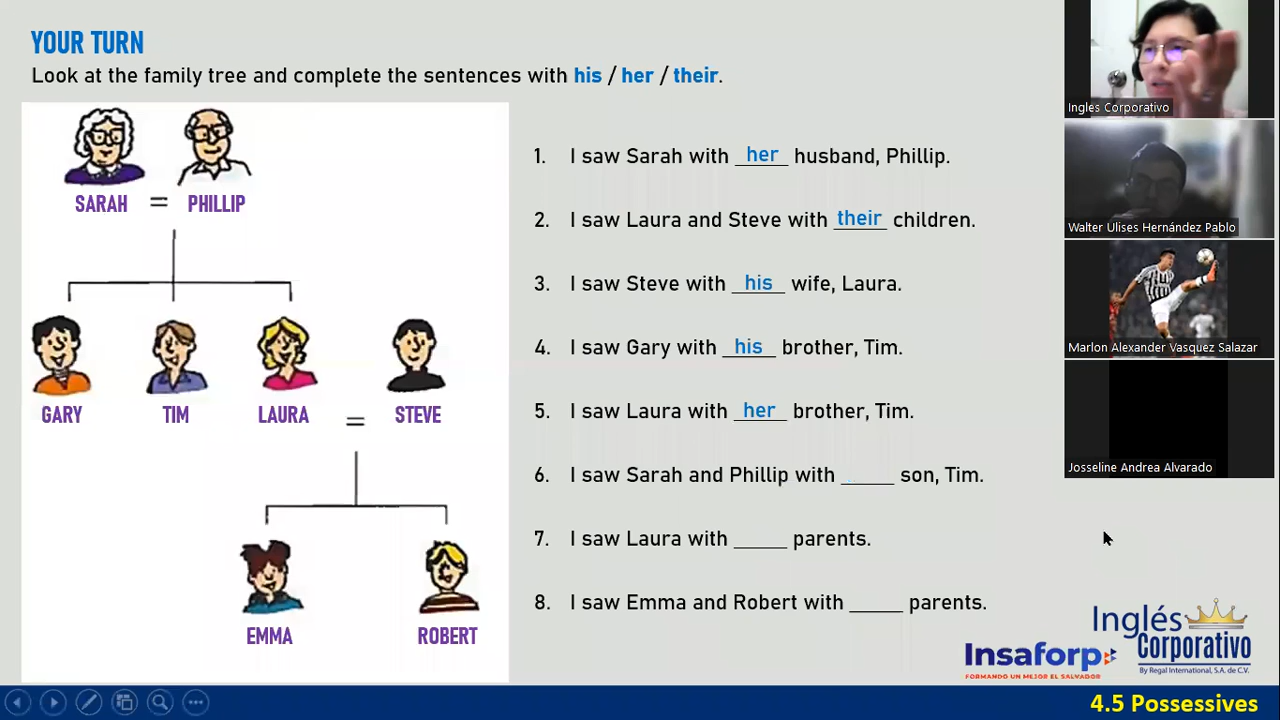 YOUR TURN
Look at the family tree and complete the sentences with his / her / their.
SARAH = PHILLIP
GARY TIM LAURA = STEVE
EMMA ROBERT
1. I saw Sarah with her husband, Phillip.
2. I saw Laura and Steve with their children.
3. I saw Steve with his wife, Laura.
4. I saw Gary with his brother, Tim.
5. I saw Laura with her brother, Tim.
6. I saw Sarah and Phillip with _____ son, Tim.
7. I saw Laura with _____ parents.
8. I saw Emma and Robert with _____ parents.
Inglés Corporativo
Walter Ulises Hernández Pablo
Marlon Alexander Vasquez Salazar
Josseline Andrea Alvarado
Insaforp
FORMANDO UN MEJOR EL SALVADOR
Inglés
Corporativo
By Regal International, S.A. de C.V.
4.5 Possessives